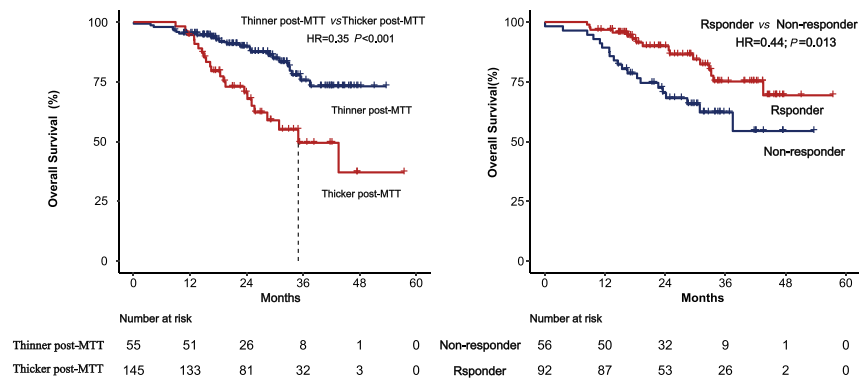 Thinner post-MTT vsThicker post-MTT
HR=0.35 P<0.001
Overall Survival (%)
100
75
50
25
0
Thinner post-MTT
Thicker post-MTT
0 12 24 36 48 60
Months
Rsponder vs Non-responder
HR=0.44; P=0.013
Overall Survival(%)
100
75
50
25
0
Rsponder
Non-responder
0 12 24 36 48 60
Months
Number at risk
Thinner post-MTT 55 51 26 8 1 0
Thicker post-MTT 145 133 81 32 3 0
Number at risk
Non-responder 56 50 32 9 1 0
Rsponder 92 87 53 26 2 0